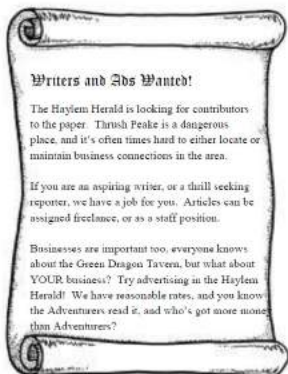 Writers and Ads Wanted!
The Haylem Herald is looking for contributors
to the paper. Thrush Peake is a dangerous
place, and it's often times hard to either locate or
maintain business connections in the area.
If you are an aspiring writer, or a thrill seeking
reporter, we have a job for you. Articles can be
assigned freelance, or as a staff position.
Businesses are important too, everyone knows
about the Green Dragon Tavern, but what about
YOUR business? Try advertising in the Haylem
Herald! We have reasonable rates, and you know
the Adventurers read it, and who's got more money
than Adventurers?